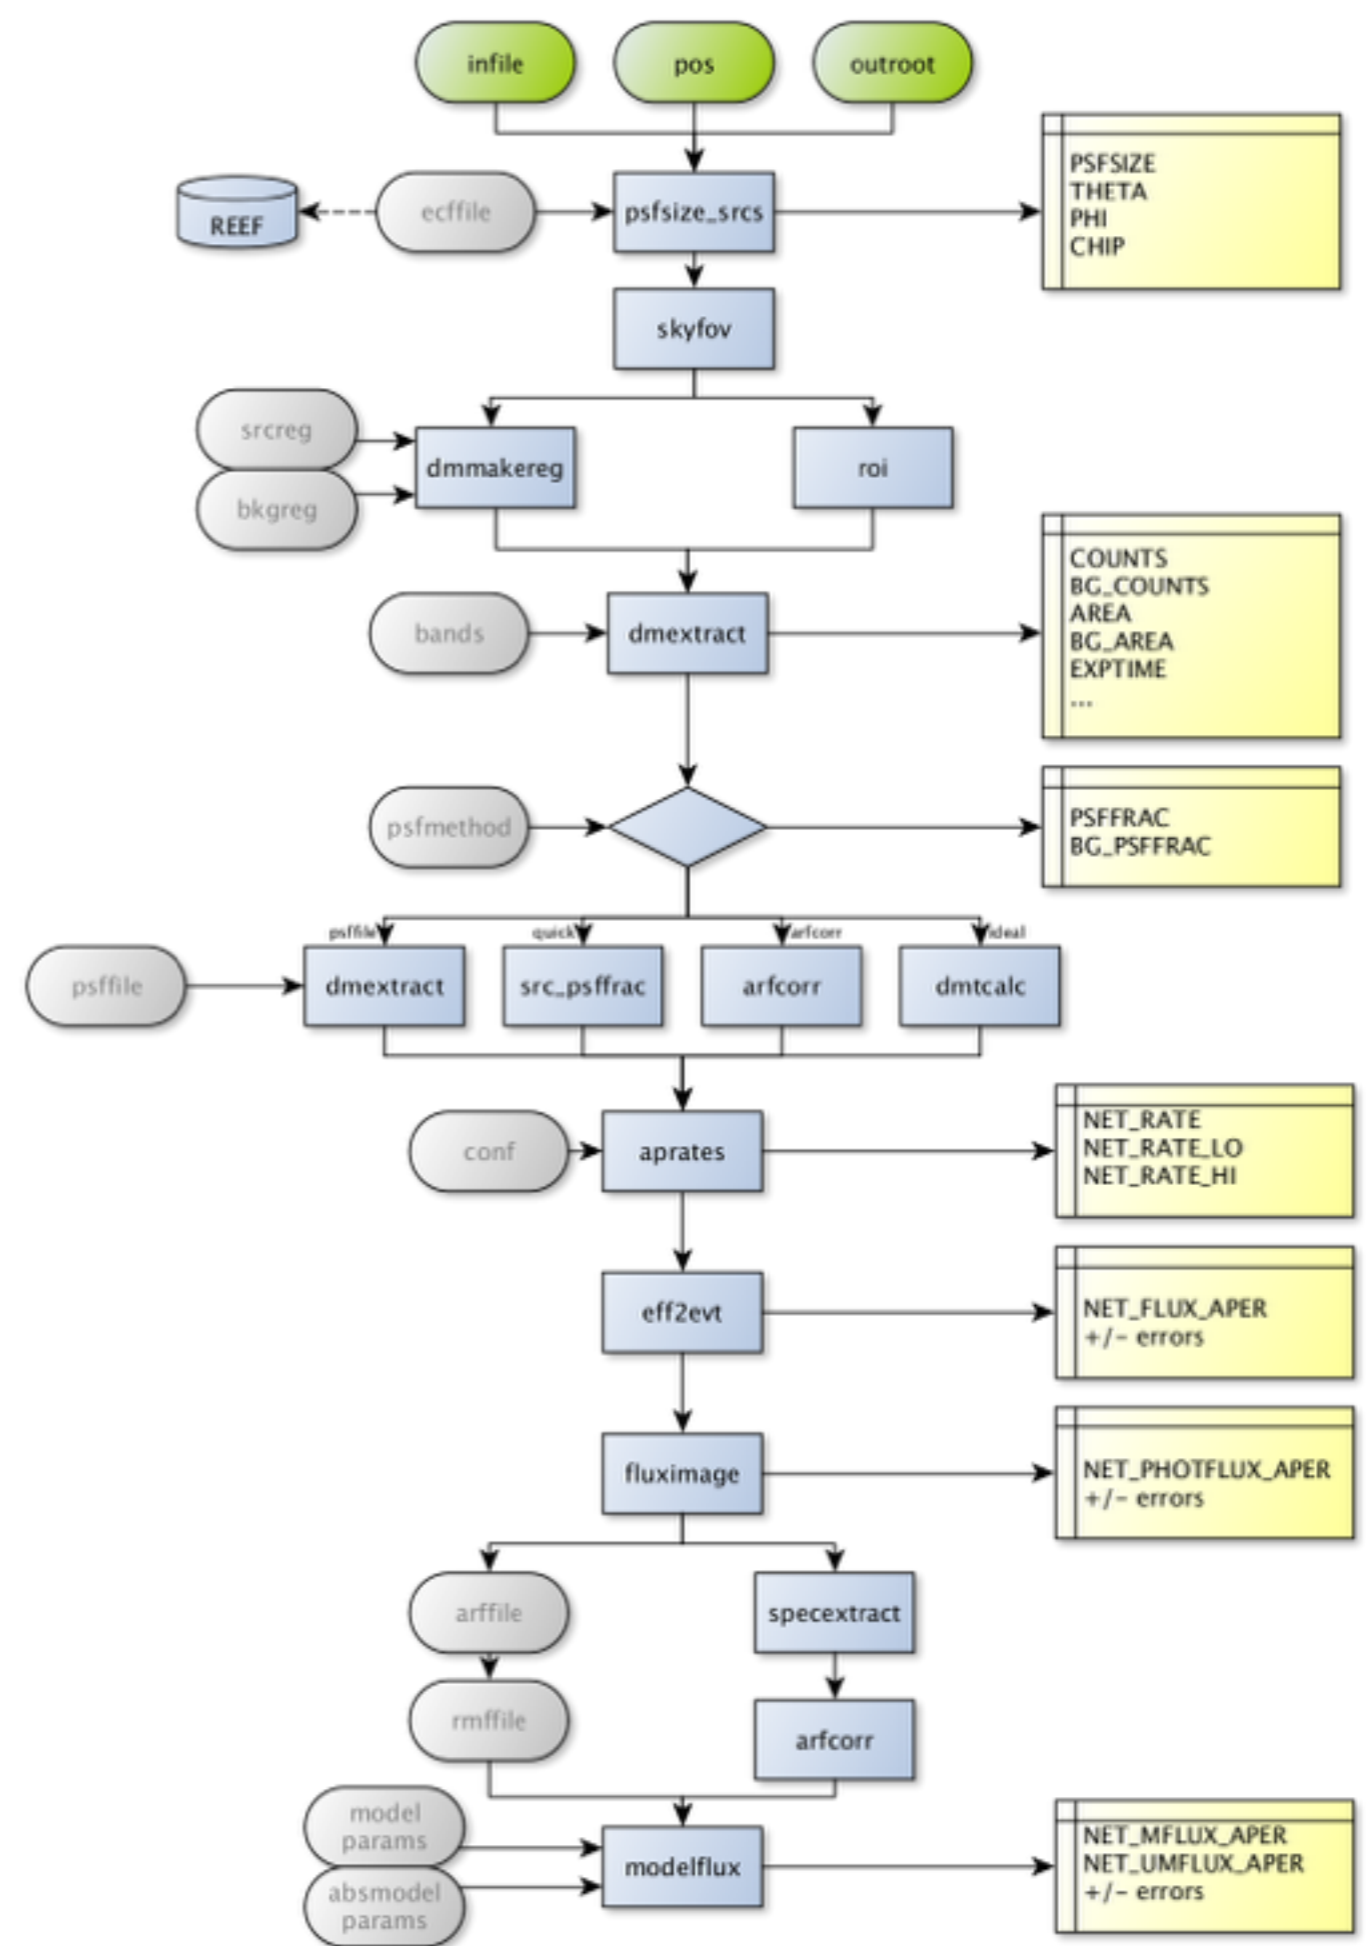 infile
pos
outroot
REEF
ecffile
psfsize_srcs
PSFSIZE
THETA
PHI
CHIP
skyfov
srcreg
bkgreg
dmmakereg
roi
bands
dmextract
COUNTS
BG_COUNTS
AREA
BG_AREA
EXPTIME
...
psfmethod
PSFFRAC
BG_PSFFRAC
psffile
quick
arfcorr
ideal
psffile
dmextract
src_psffrac
arfcorr
dmtcalc
conf
aprates
NET_RATE
NET_RATE_LO
NET_RATE_HI
eff2evt
NET_FLUX_APER
+/- errors
fluximage
NET_PHOTFLUX_APER
+/- errors
arffile
specextract
rmffile
arfcorr
model
params
absmodel
params
modelflux
NET_MFLUX_APER
NET_UMFLUX_APER
+/- errors